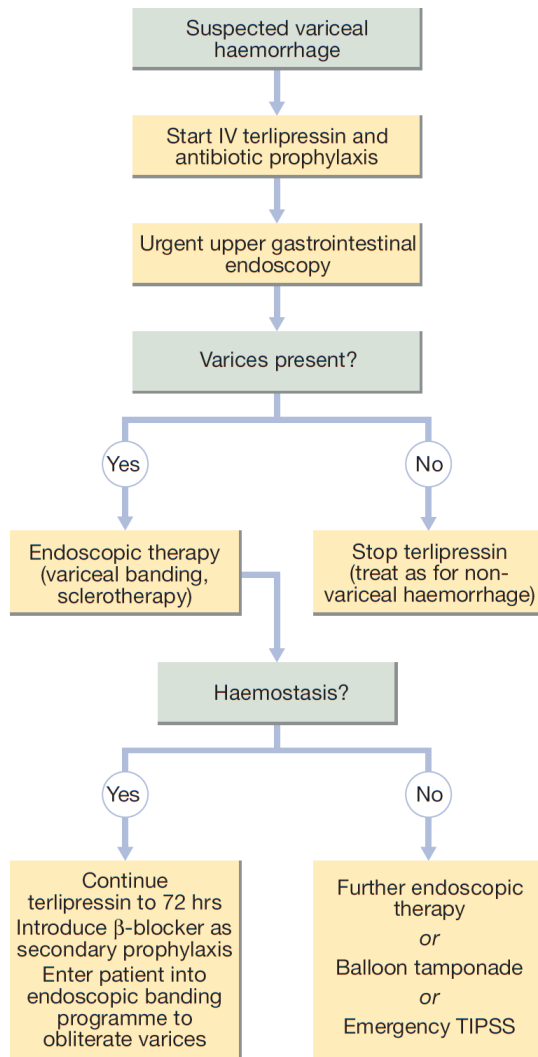 Suspected variceal
haemorrhage
Start IV terlipressin and
antibiotic prophylaxis
Urgent upper gastrointestinal
endoscopy
Varices present?
Yes
No
Endoscopic therapy
(variceal banding,
sclerotherapy)
Stop terlipressin
(treat as for non-
variceal haemorrhage)
Haemostasis?
Yes
No
Continue
terlipressin to 72 hrs
Introduce β-blocker as
secondary prophylaxis
Enter patient into
endoscopic banding
programme to
obliterate varices
Further endoscopic
therapy
or
Balloon tamponade
or
Emergency TIPSS